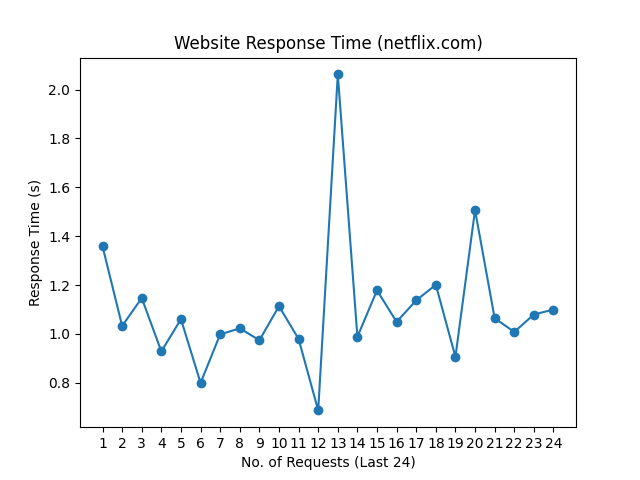 Website Response Time (netflix.com)
Response Time (s)
2.0
1.8
1.6
1.4
1.2
1.0
0.8
1 2 3 4 5 6 7 8 9 10 11 12 13 14 15 16 17 18 19 20 21 22 23 24
No. of Requests (Last 24)